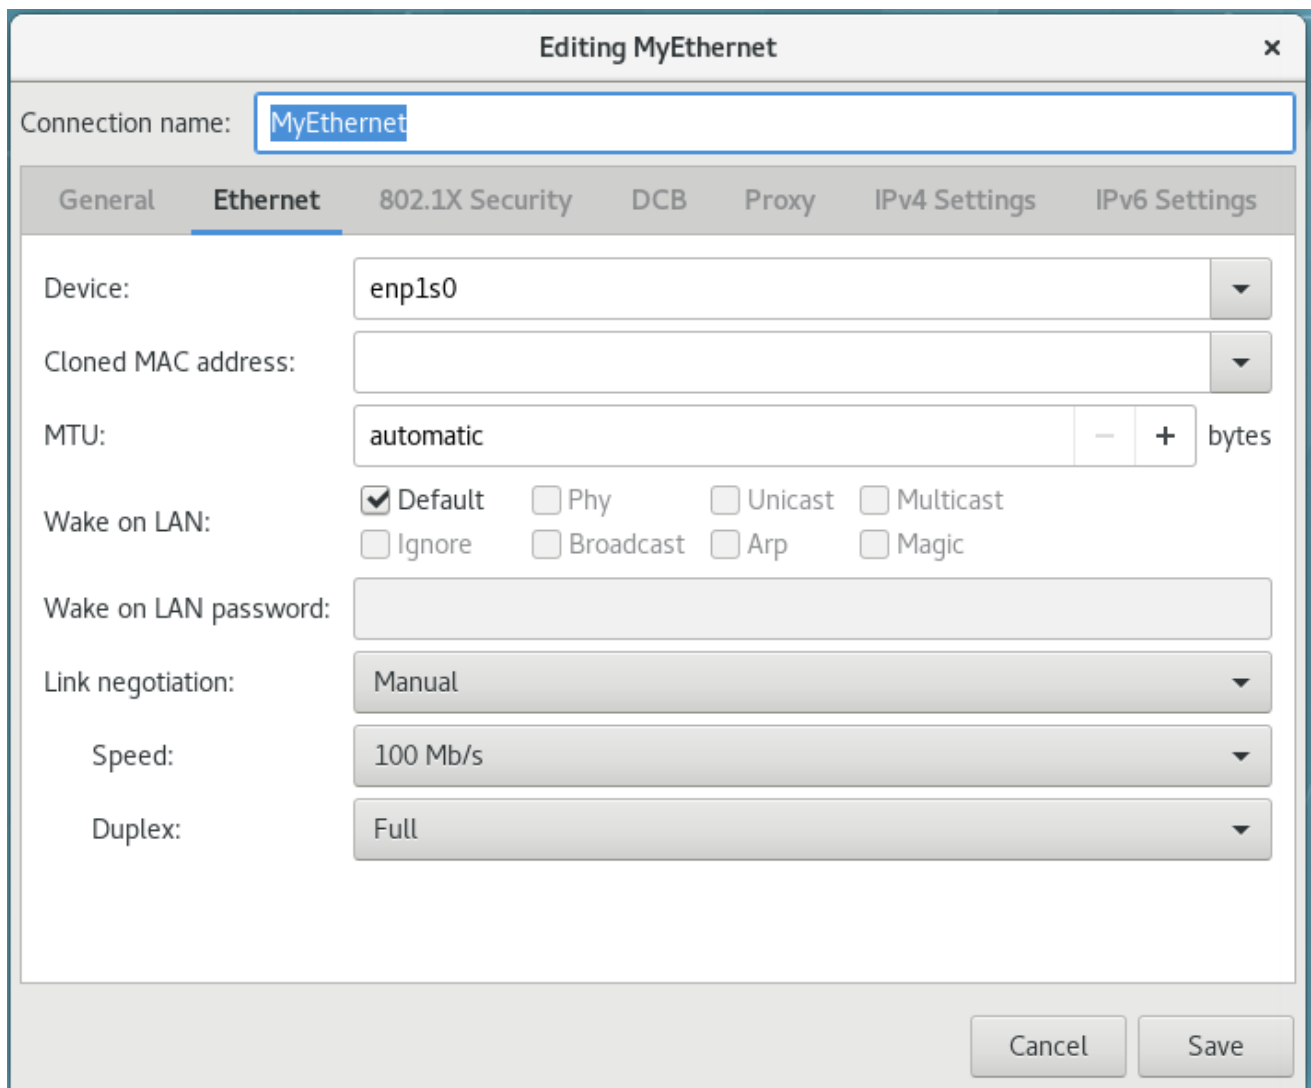 Editing MyEthernet
Connection name: MyEthernet
General Ethernet 802.1X Security DCB Proxy IPv4 Settings IPv6 Settings
Device: enp1s0
Cloned MAC address:
MTU: automatic bytes
Wake on LAN:
Default Phy Unicast Multicast
Ignore Broadcast Arp Magic
Wake on LAN password:
Link negotiation: Manual
Speed: 100 Mb/s
Duplex: Full
Cancel Save